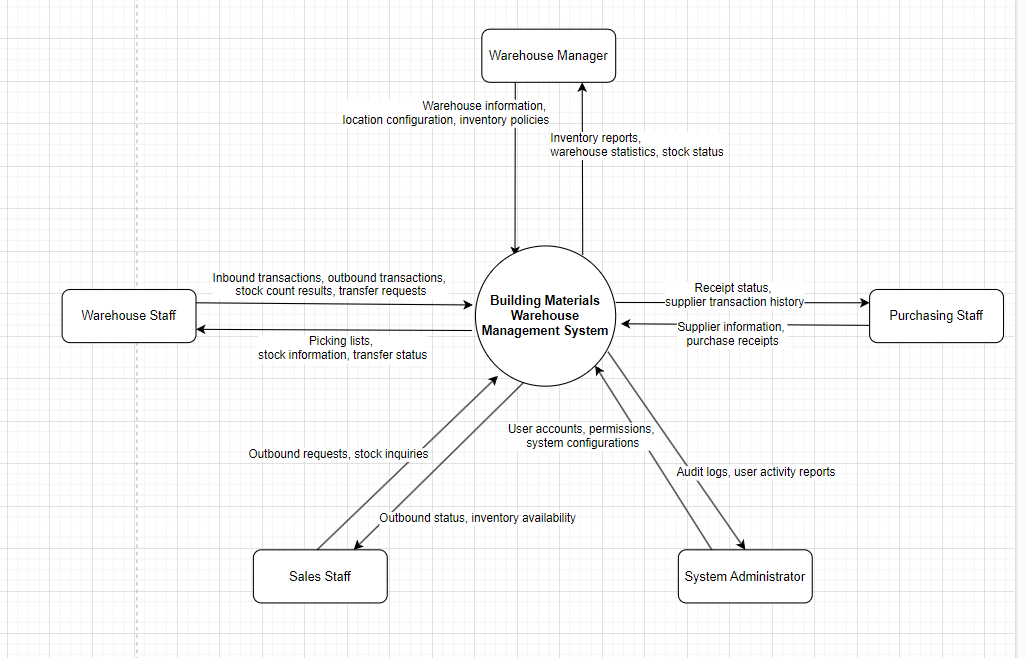 Warehouse Manager
Warehouse information,
location configuration, inventory policies
Inventory reports,
warehouse statistics, stock status
Inbound transactions, outbound transactions,
stock count results, transfer requests
Warehouse Staff
Picking lists,
stock information, transfer status
Building Materials
Warehouse
Management System
Receipt status,
supplier transaction history
Purchasing Staff
Supplier information,
purchase receipts
User accounts, permissions,
system configurations
Outbound requests, stock inquiries
Audit logs, user activity reports
Outbound status, inventory availability
Sales Staff
System Administrator